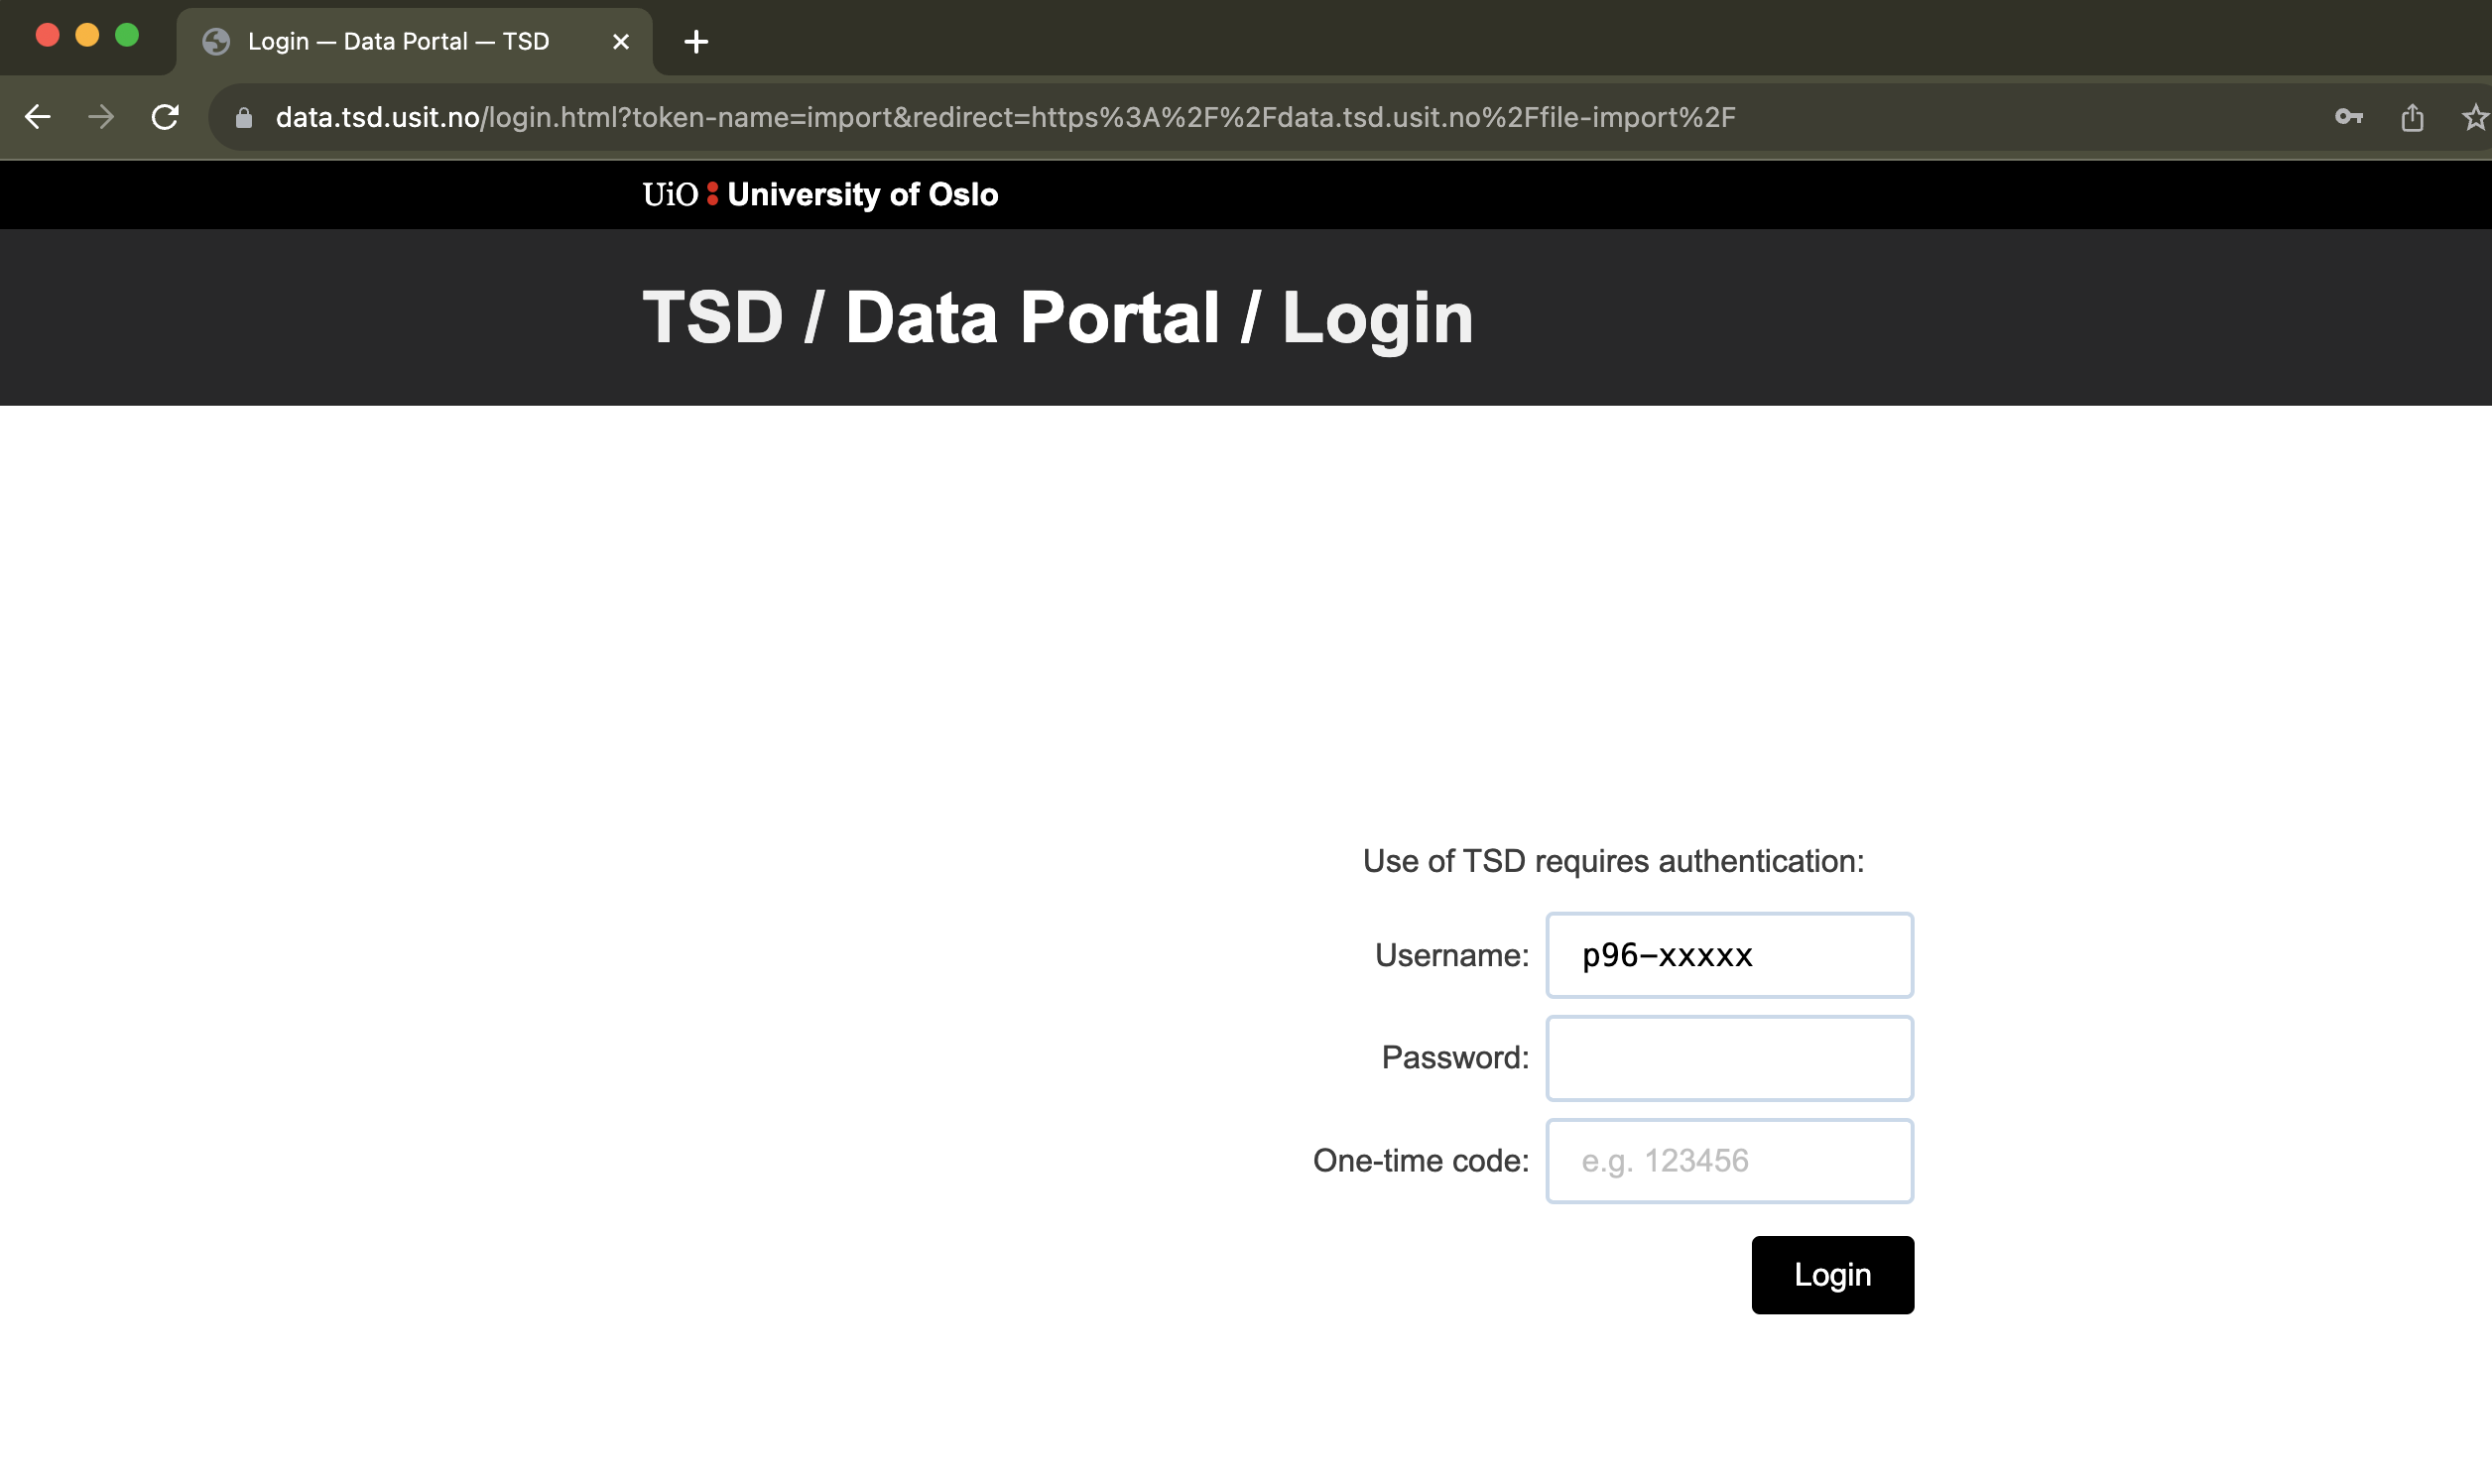 Login — Data Portal — TSD
data.tsd.usit.no/login.html?token-name=import&redirect=https%3A%2F%2Fdata.tsd.usit.no%2Ffile-import%2F
UiO University of Oslo
TSD / Data Portal / Login
Use of TSD requires authentication:
Username: p96-xxxxx
Password:
One-time code: e.g. 123456
Login